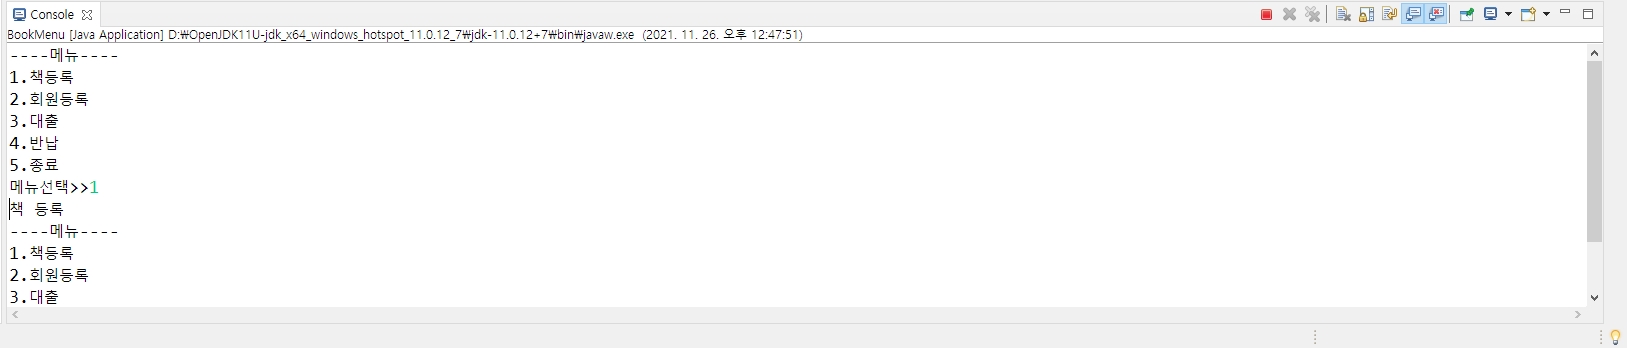 Console
BookMenu [Java Application] D:₩OpenJDK11U-jdk_x64_windows_hotspot_11.0.12_7₩jdk-11.0.12+7₩bin₩javaw.exe (2021. 11. 26. 오후 12:47:51)
----메뉴----
1.책등록
2.회원등록
3.대출
4.반납
5.종료
메뉴선택>>1
책 등록
----메뉴----
1.책등록
2.회원등록
3.대출